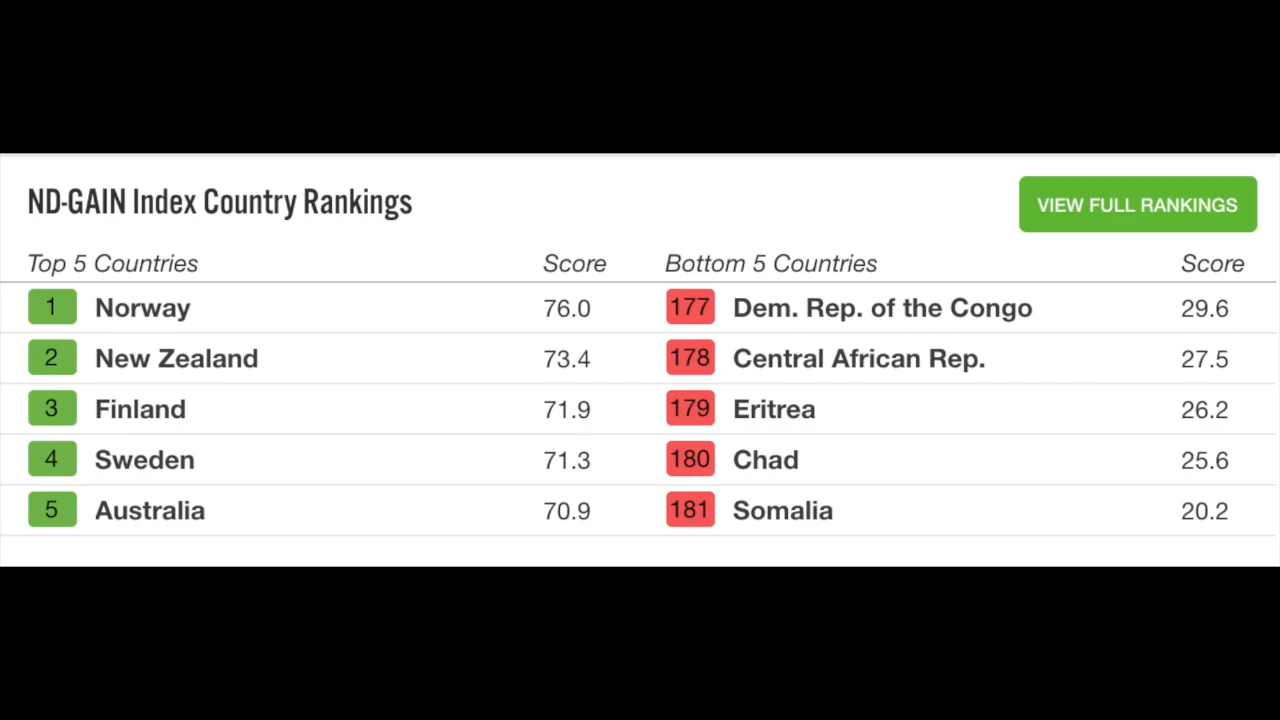 ND-GAIN Index Country Rankings
VIEW FULL RANKINGS
Top 5 Countries Score Bottom 5 Countries Score
1 Norway 76.0 177 Dem. Rep. of the Congo 29.6
2 New Zealand 73.4 178 Central African Rep. 27.5
3 Finland 71.9 179 Eritrea 26.2
4 Sweden 71.3 180 Chad 25.6
5 Australia 70.9 181 Somalia 20.2